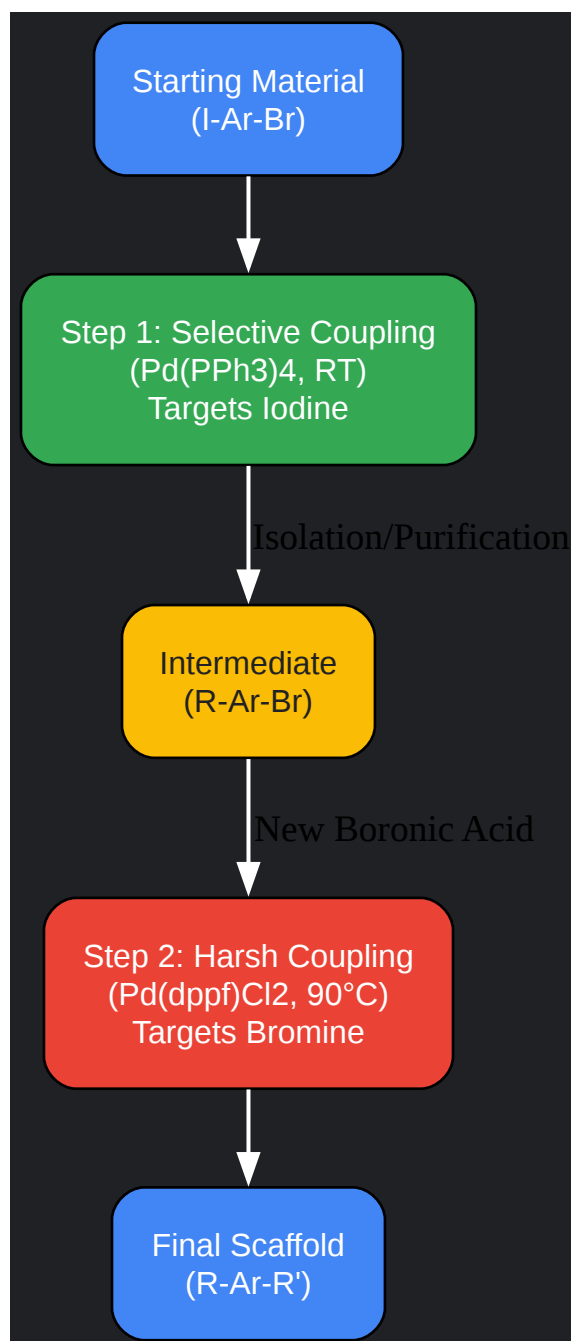 Starting Material
(I-Ar-Br)
Step 1: Selective Coupling
(Pd(PPh3)4, RT)
Targets Iodine
Isolation/Purification
Intermediate
(R-Ar-Br)
New Boronic Acid
Step 2: Harsh Coupling
(Pd(dppf)Cl2, 90°C)
Targets Bromine
Final Scaffold
(R-Ar-R')